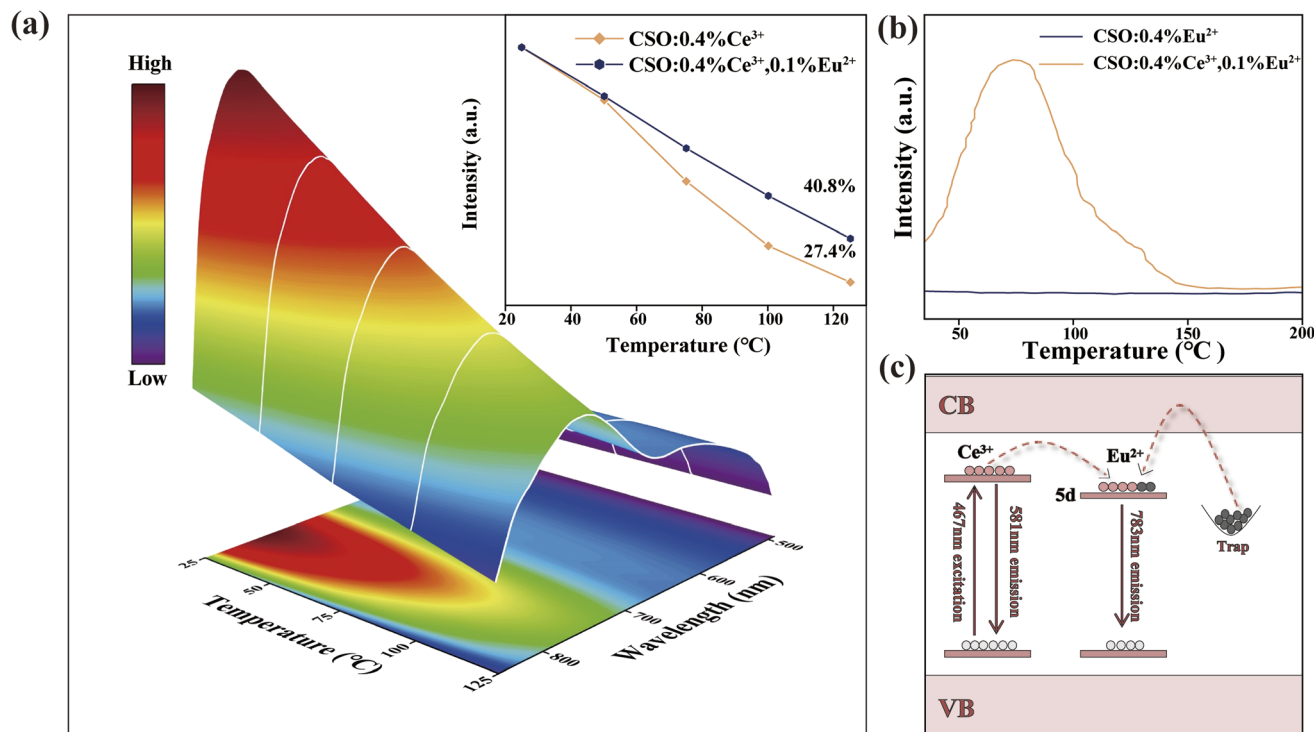 (a)
High
Low
CSO:0.4%Ce³⁺
CSO:0.4%Ce³⁺,0.1%Eu²⁺
Intensity (a.u.)
40.8%
27.4%
20 40 60 80 100 120
Temperature (℃)
25 50 75 100 125
Temperature (℃)
500 600 700 800
Wavelength (nm)
(b)
CSO:0.4%Eu²⁺
CSO:0.4%Ce³⁺,0.1%Eu²⁺
Intensity (a.u.)
50 100 150 200
Temperature (℃)
(c)
CB
Ce³⁺
Eu²⁺
5d
467nm excitation
581nm emission
783nm emission
Trap
VB